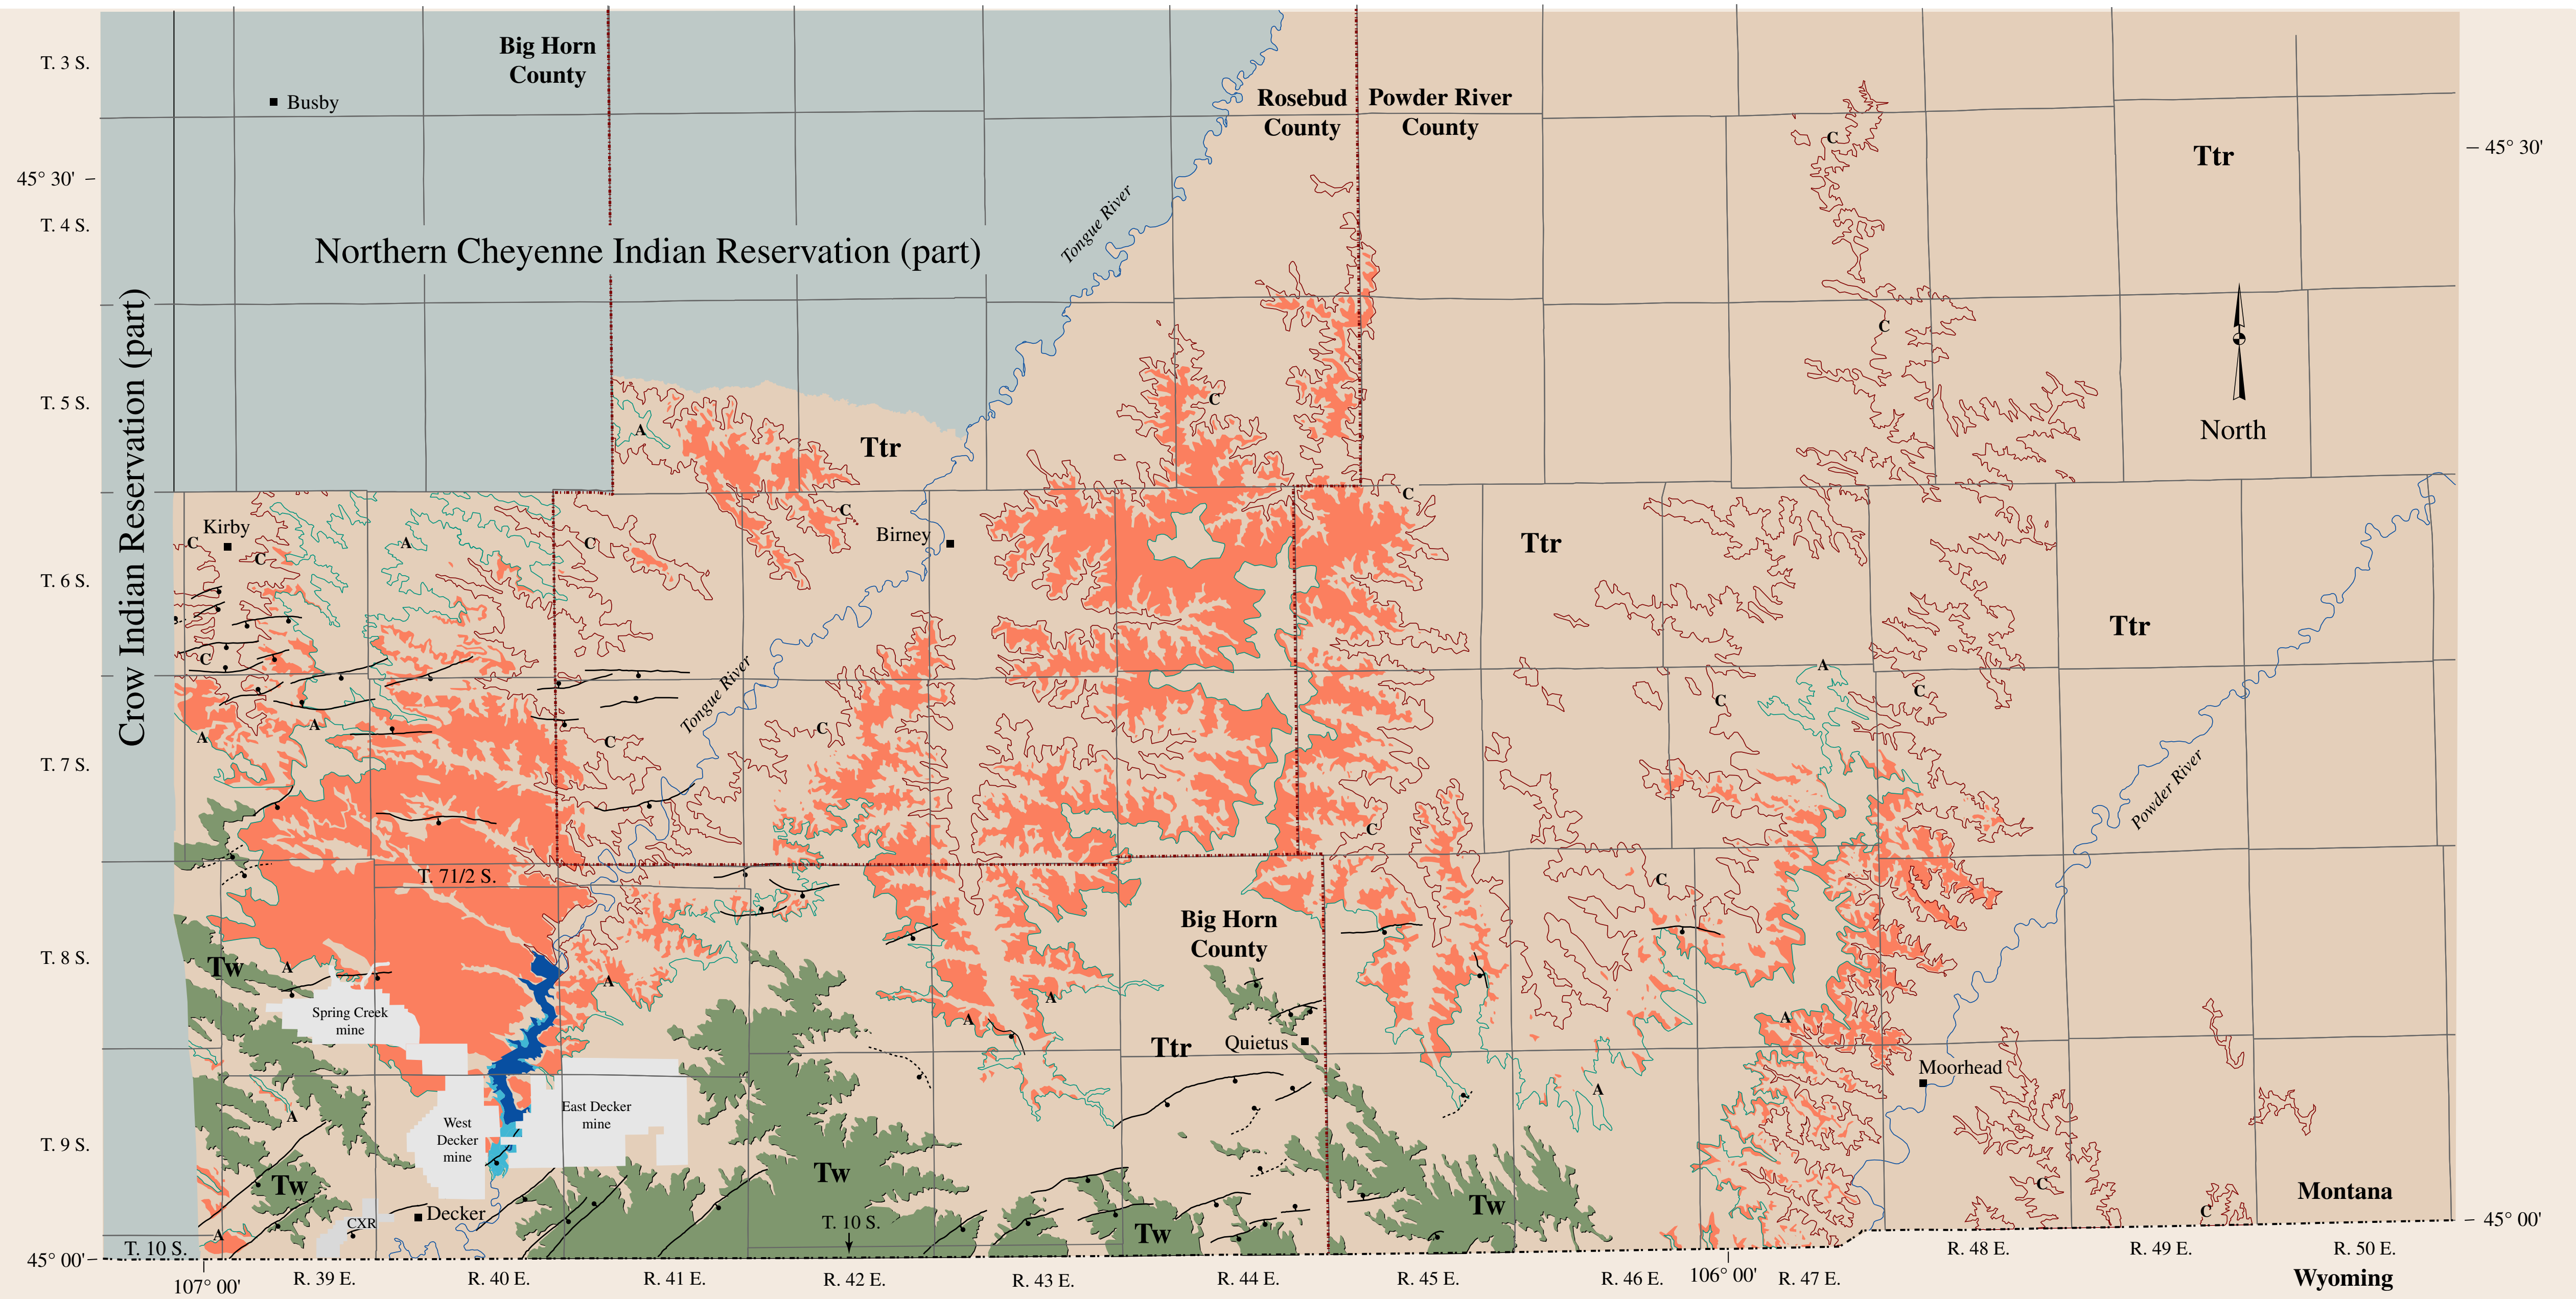 T. 3 S.
Big Horn
County
Busby
Rosebud
County
Powder River
County
C
Ttr
45° 30'
45° 30'
T. 4 S.
Tongue River
Northern Cheyenne Indian Reservation (part)
Crow Indian Reservation (part)
C
North
T. 5 S.
A
C
Ttr
C
C
Kirby
Birney
C
C
A
C
Ttr
T. 6 S.
Ttr
C
A
Tongue River
C
C
A
A
C
C
T. 7 S.
Powder River
C
T. 71/2 S.
C
Big Horn
County
T. 8 S.
Tw
A
A
A
Spring Creek
mine
A
A
Ttr
Quietus
Moorhead
A
A
East Decker
mine
West
Decker
mine
T. 9 S.
Tw
Tw
C
Montana
Tw
CXR
Decker
T. 10 S.
Tw
C
A
T. 10 S.
45° 00'
45° 00'
107° 00'
R. 39 E.
R. 40 E.
R. 41 E.
R. 42 E.
R. 43 E.
R. 44 E.
R. 45 E.
R. 46 E.
106° 00'
R. 47 E.
R. 48 E.
R. 49 E.
R. 50 E.
Wyoming